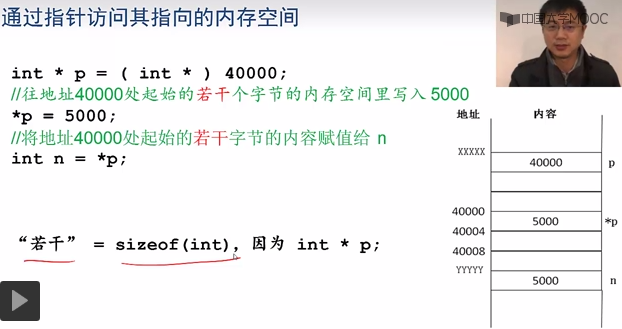 通过指针访问其指向的内存空间
中国大学MOOC
int * p = ( int * ) 40000;
//往地址40000处起始的若干个字节的内存空间里写入 5000
*p = 5000;
//将地址40000处起始的若干字节的内容赋值给 n
int n = *p;
“若干” = sizeof(int), 因为 int * p;
地址 内容
XXXXX 40000 p
40000 5000 *p
40004
40008
YYYYY 5000 n